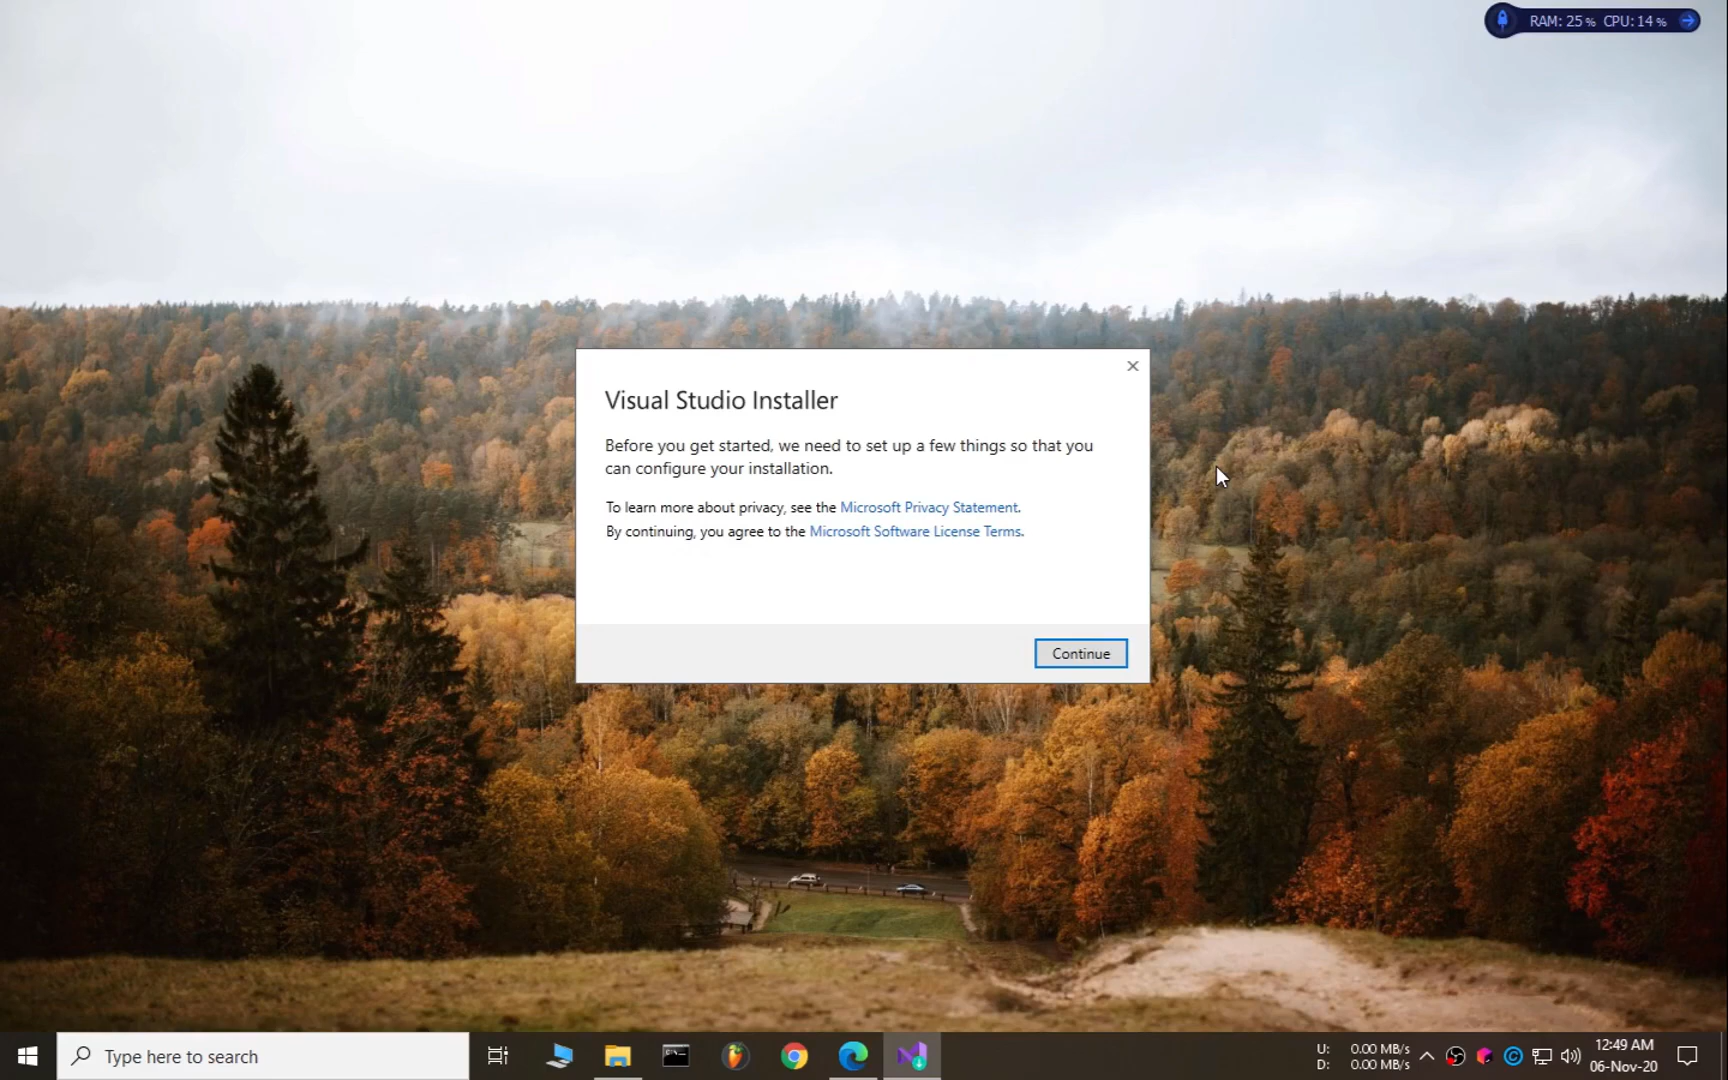 RAM: 25 % CPU: 14 %
Visual Studio Installer
Before you get started, we need to set up a few things so that you
can configure your installation.
To learn more about privacy, see the Microsoft Privacy Statement.
By continuing, you agree to the Microsoft Software License Terms.
Continue
Type here to search
U: 0.00 MB/s
D: 0.00 MB/s
12:49 AM
06-Nov-20